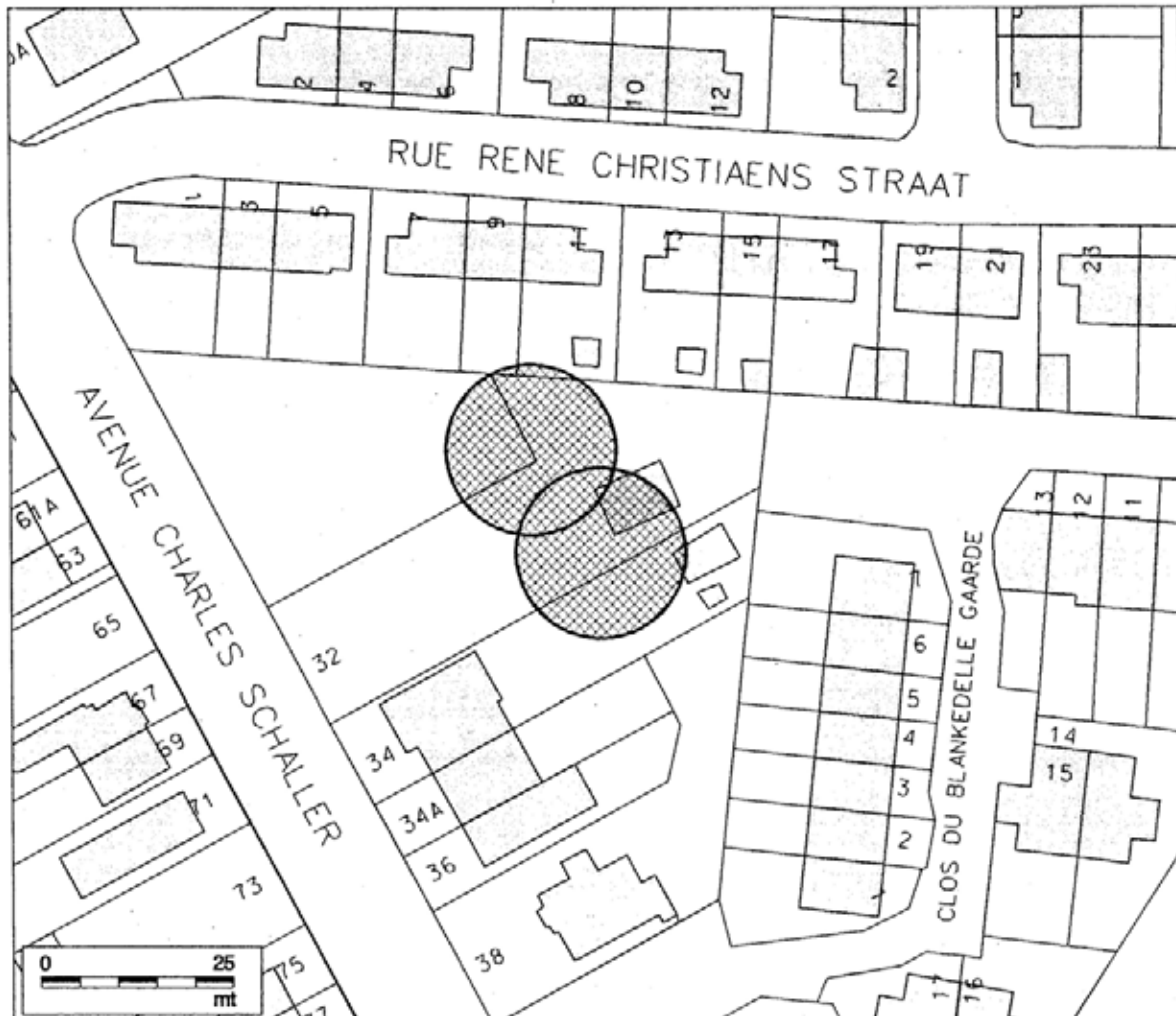 2 4 6 8 10 12 2 1
RUE RENE CHRISTIAENS STRAAT
1 3 5 7 9 11 13 15 17 19 21 23
AVENUE CHARLES SCHALLER
61A
63
65
67
69
71
73
75
32
34
34A
36
38
CLOS DU BLANKEDELLE GAARDE
7
6
5
4
3
2
1
13 12 11
14
15
17 16
0 25
mt